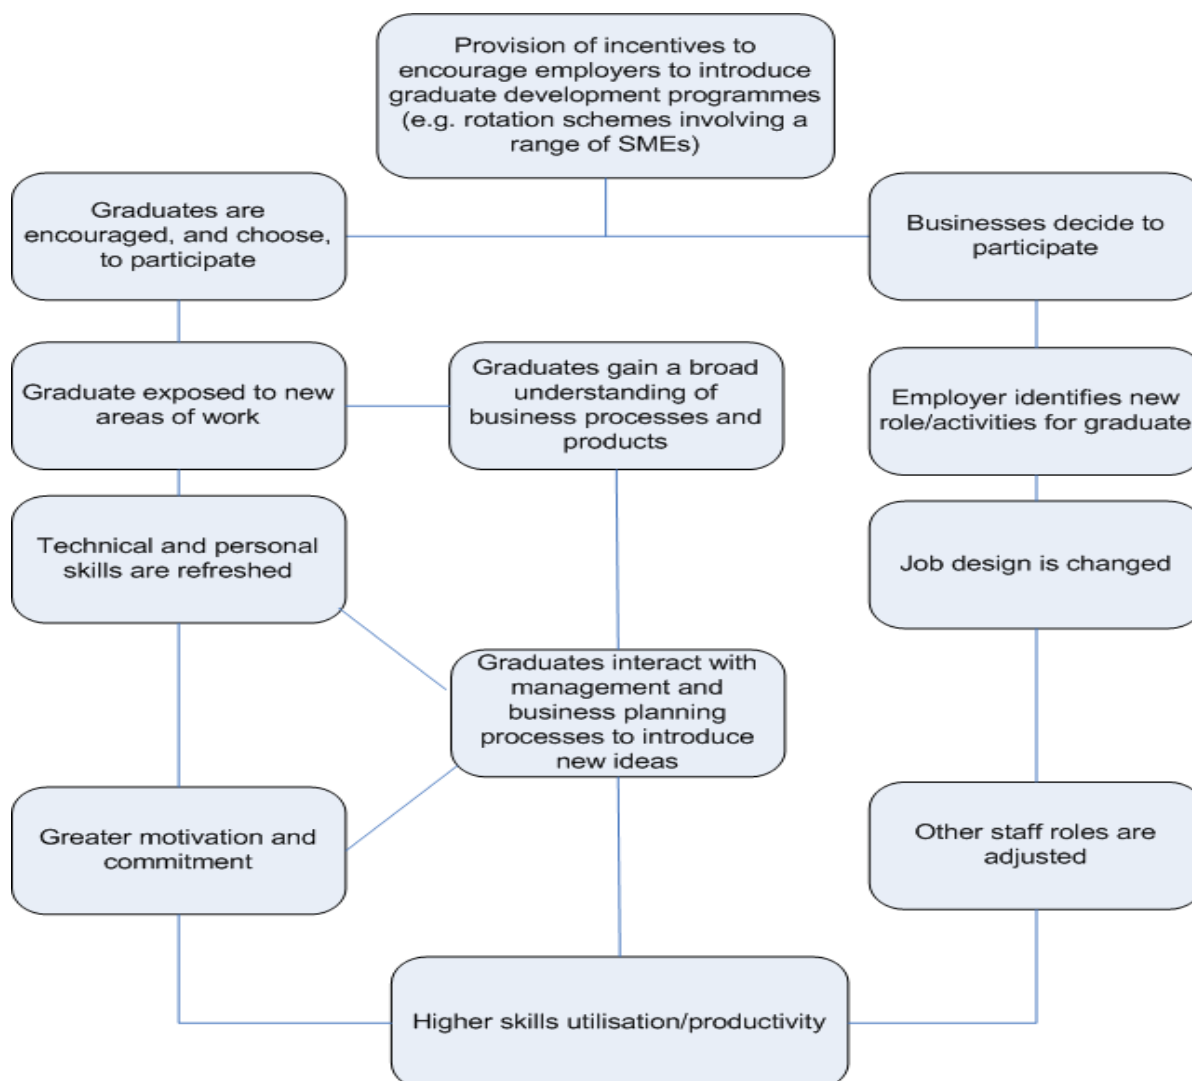 Provision of incentives to
encourage employers to introduce
graduate development programmes
(e.g. rotation schemes involving a
range of SMEs)
Graduates are
encouraged, and choose,
to participate
Businesses decide to
participate
Graduate exposed to new
areas of work
Graduates gain a broad
understanding of
business processes and
products
Employer identifies new
role/activities for graduate
Technical and personal
skills are refreshed
Job design is changed
Graduates interact with
management and
business planning
processes to introduce
new ideas
Greater motivation and
commitment
Other staff roles are
adjusted
Higher skills utilisation/productivity